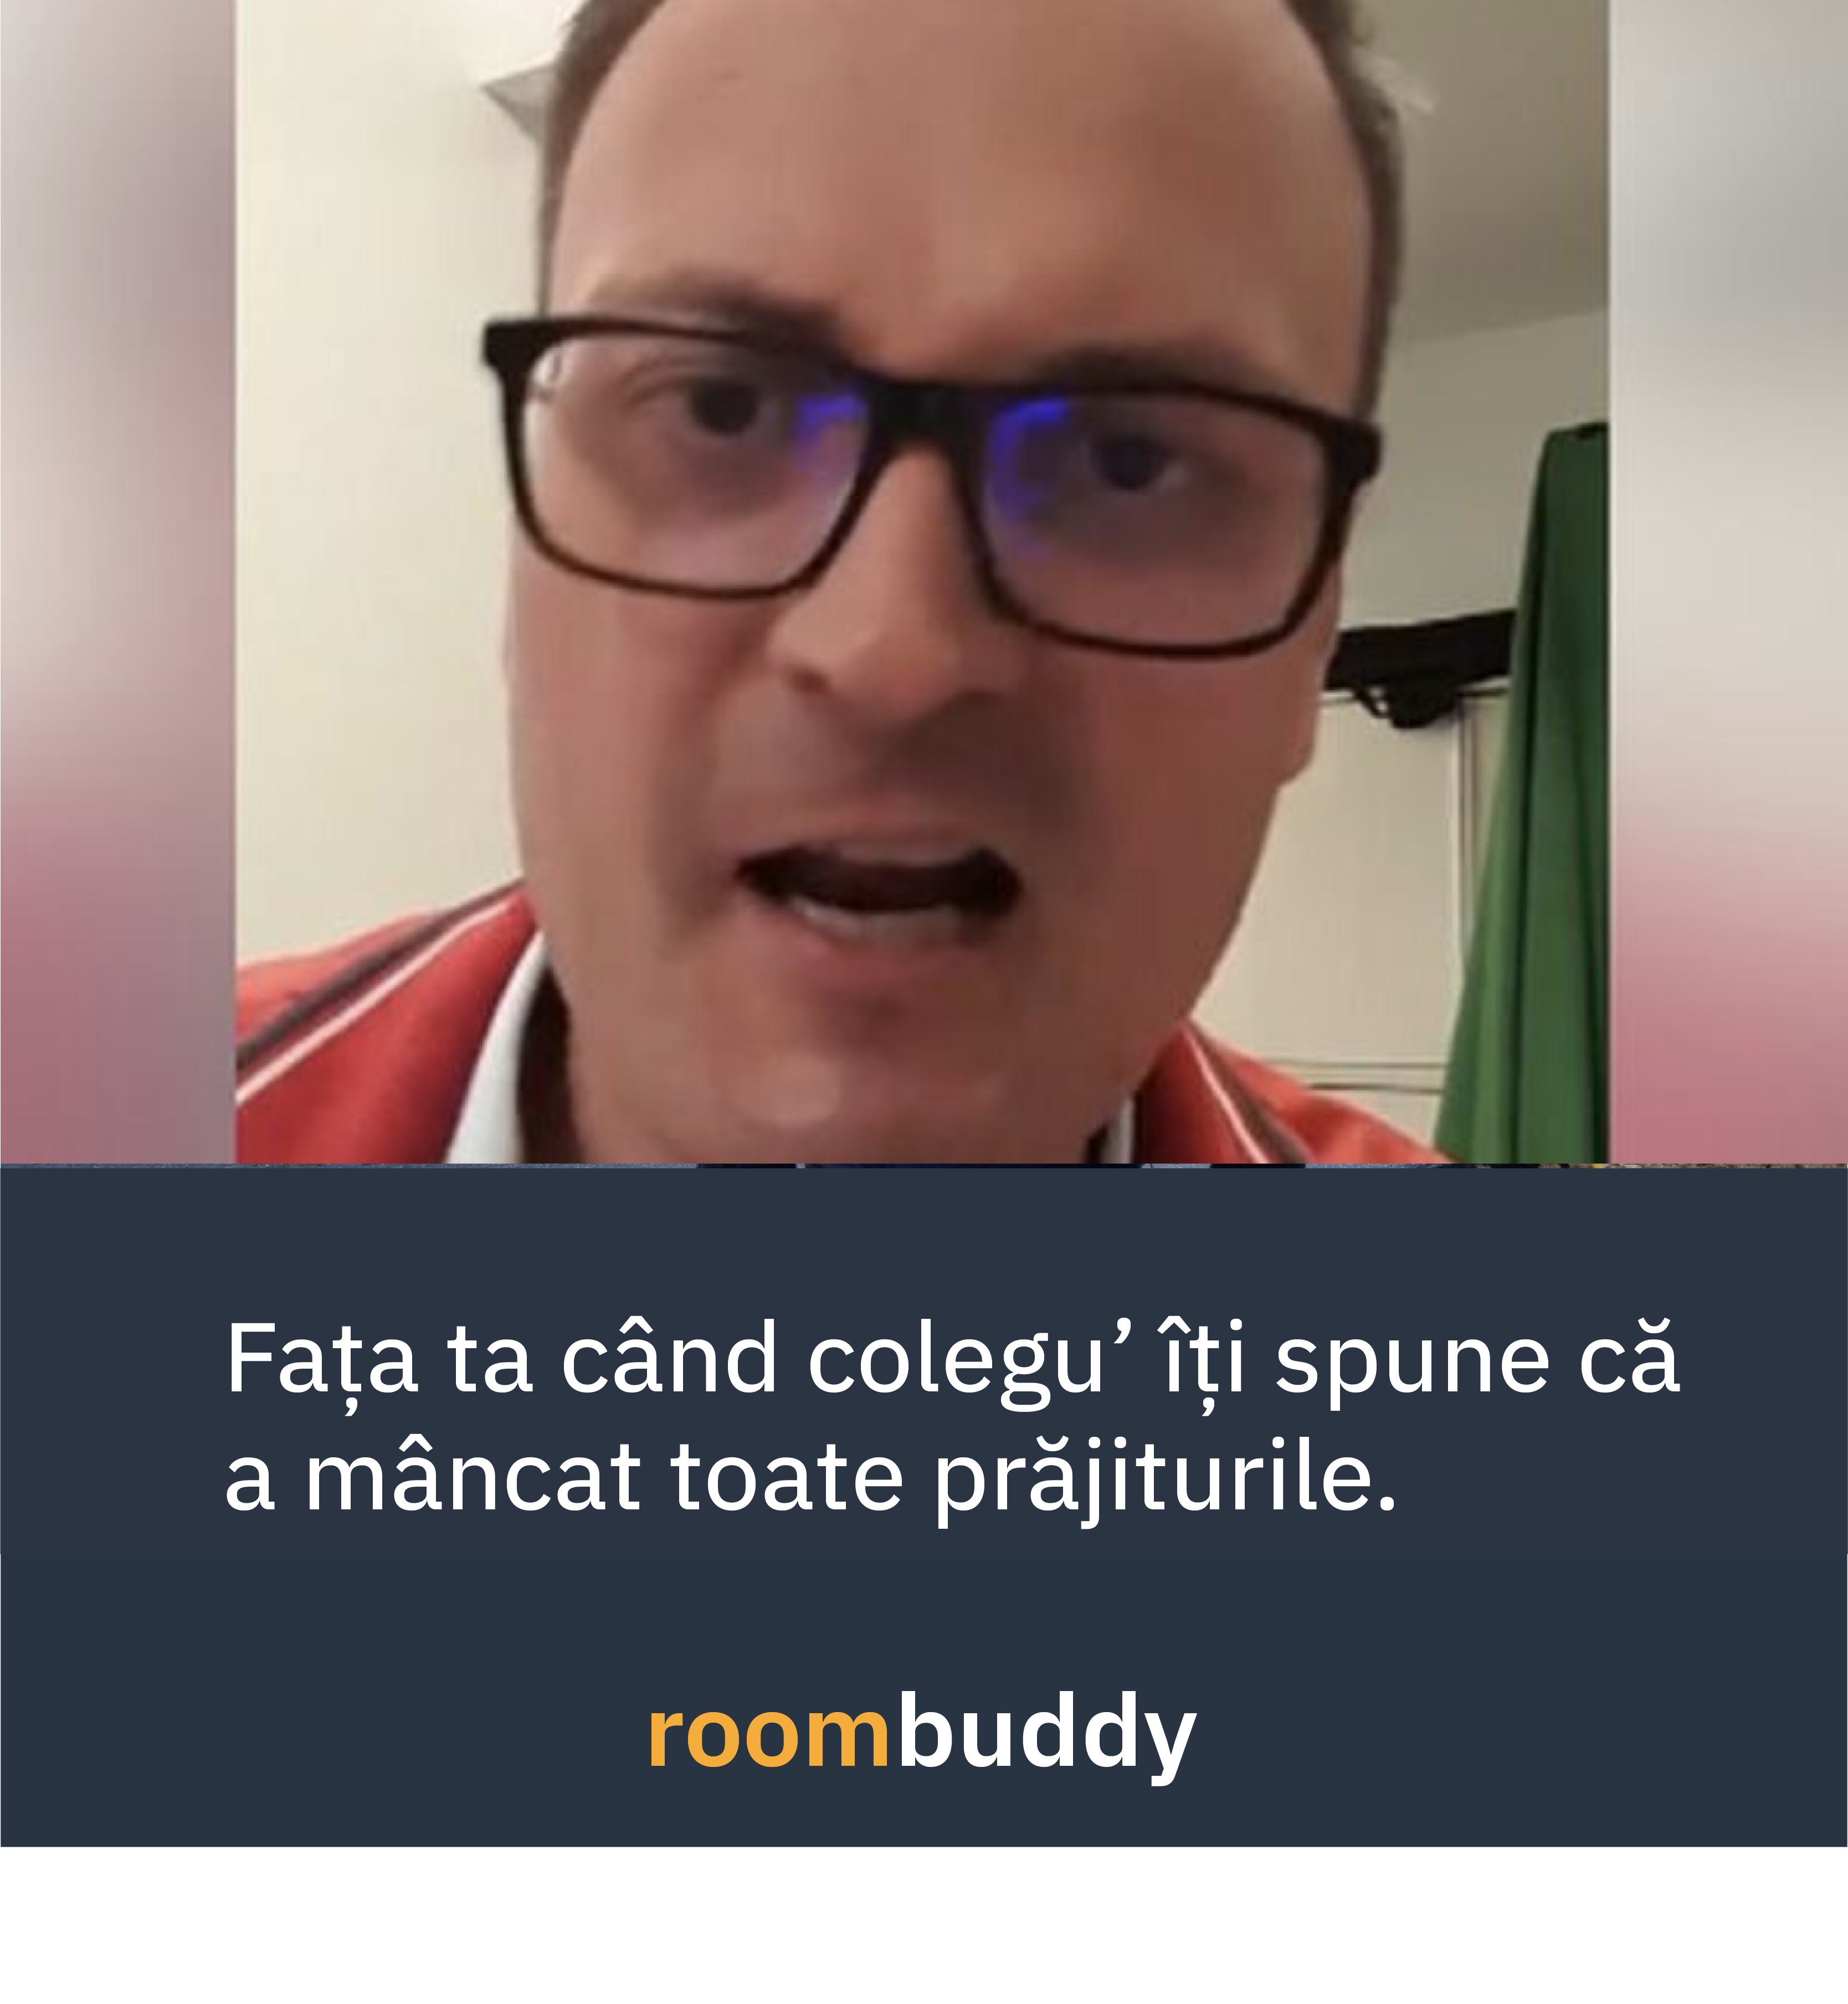 Fața ta când colegu’ îți spune că
a mâncat toate prăjiturile.
roombuddy